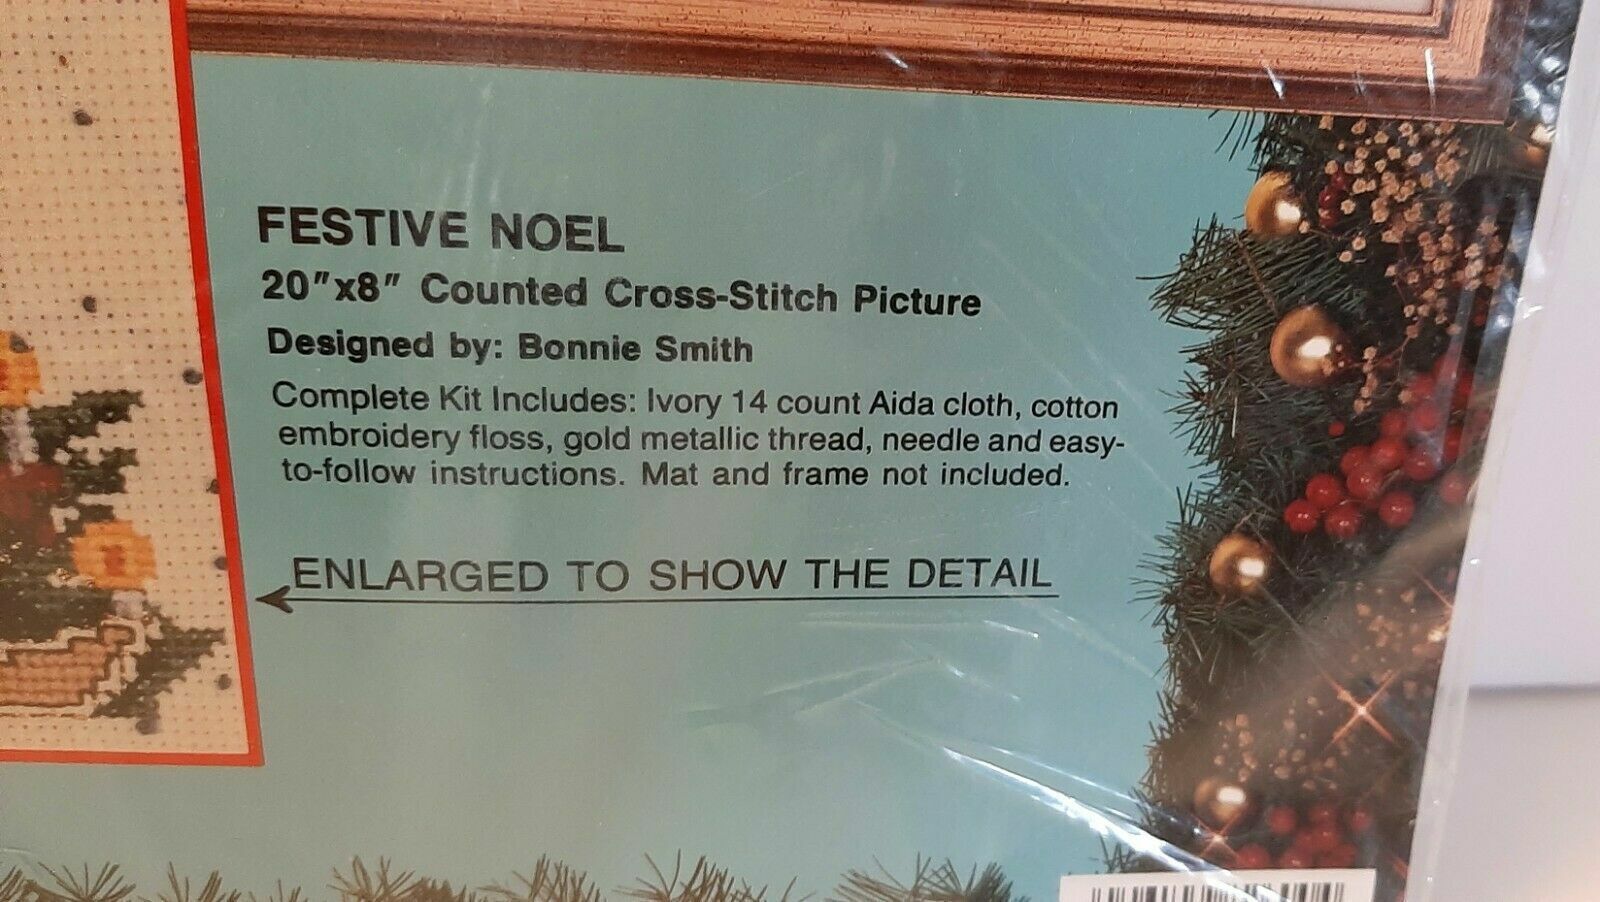 FESTIVE NOEL
20"x8" Counted Cross-Stitch Picture
Designed by: Bonnie Smith
Complete Kit Includes: Ivory 14 count Aida cloth, cotton
embroidery floss, gold metallic thread, needle and easy-
to-follow instructions. Mat and frame not included.
ENLARGED TO SHOW THE DETAIL